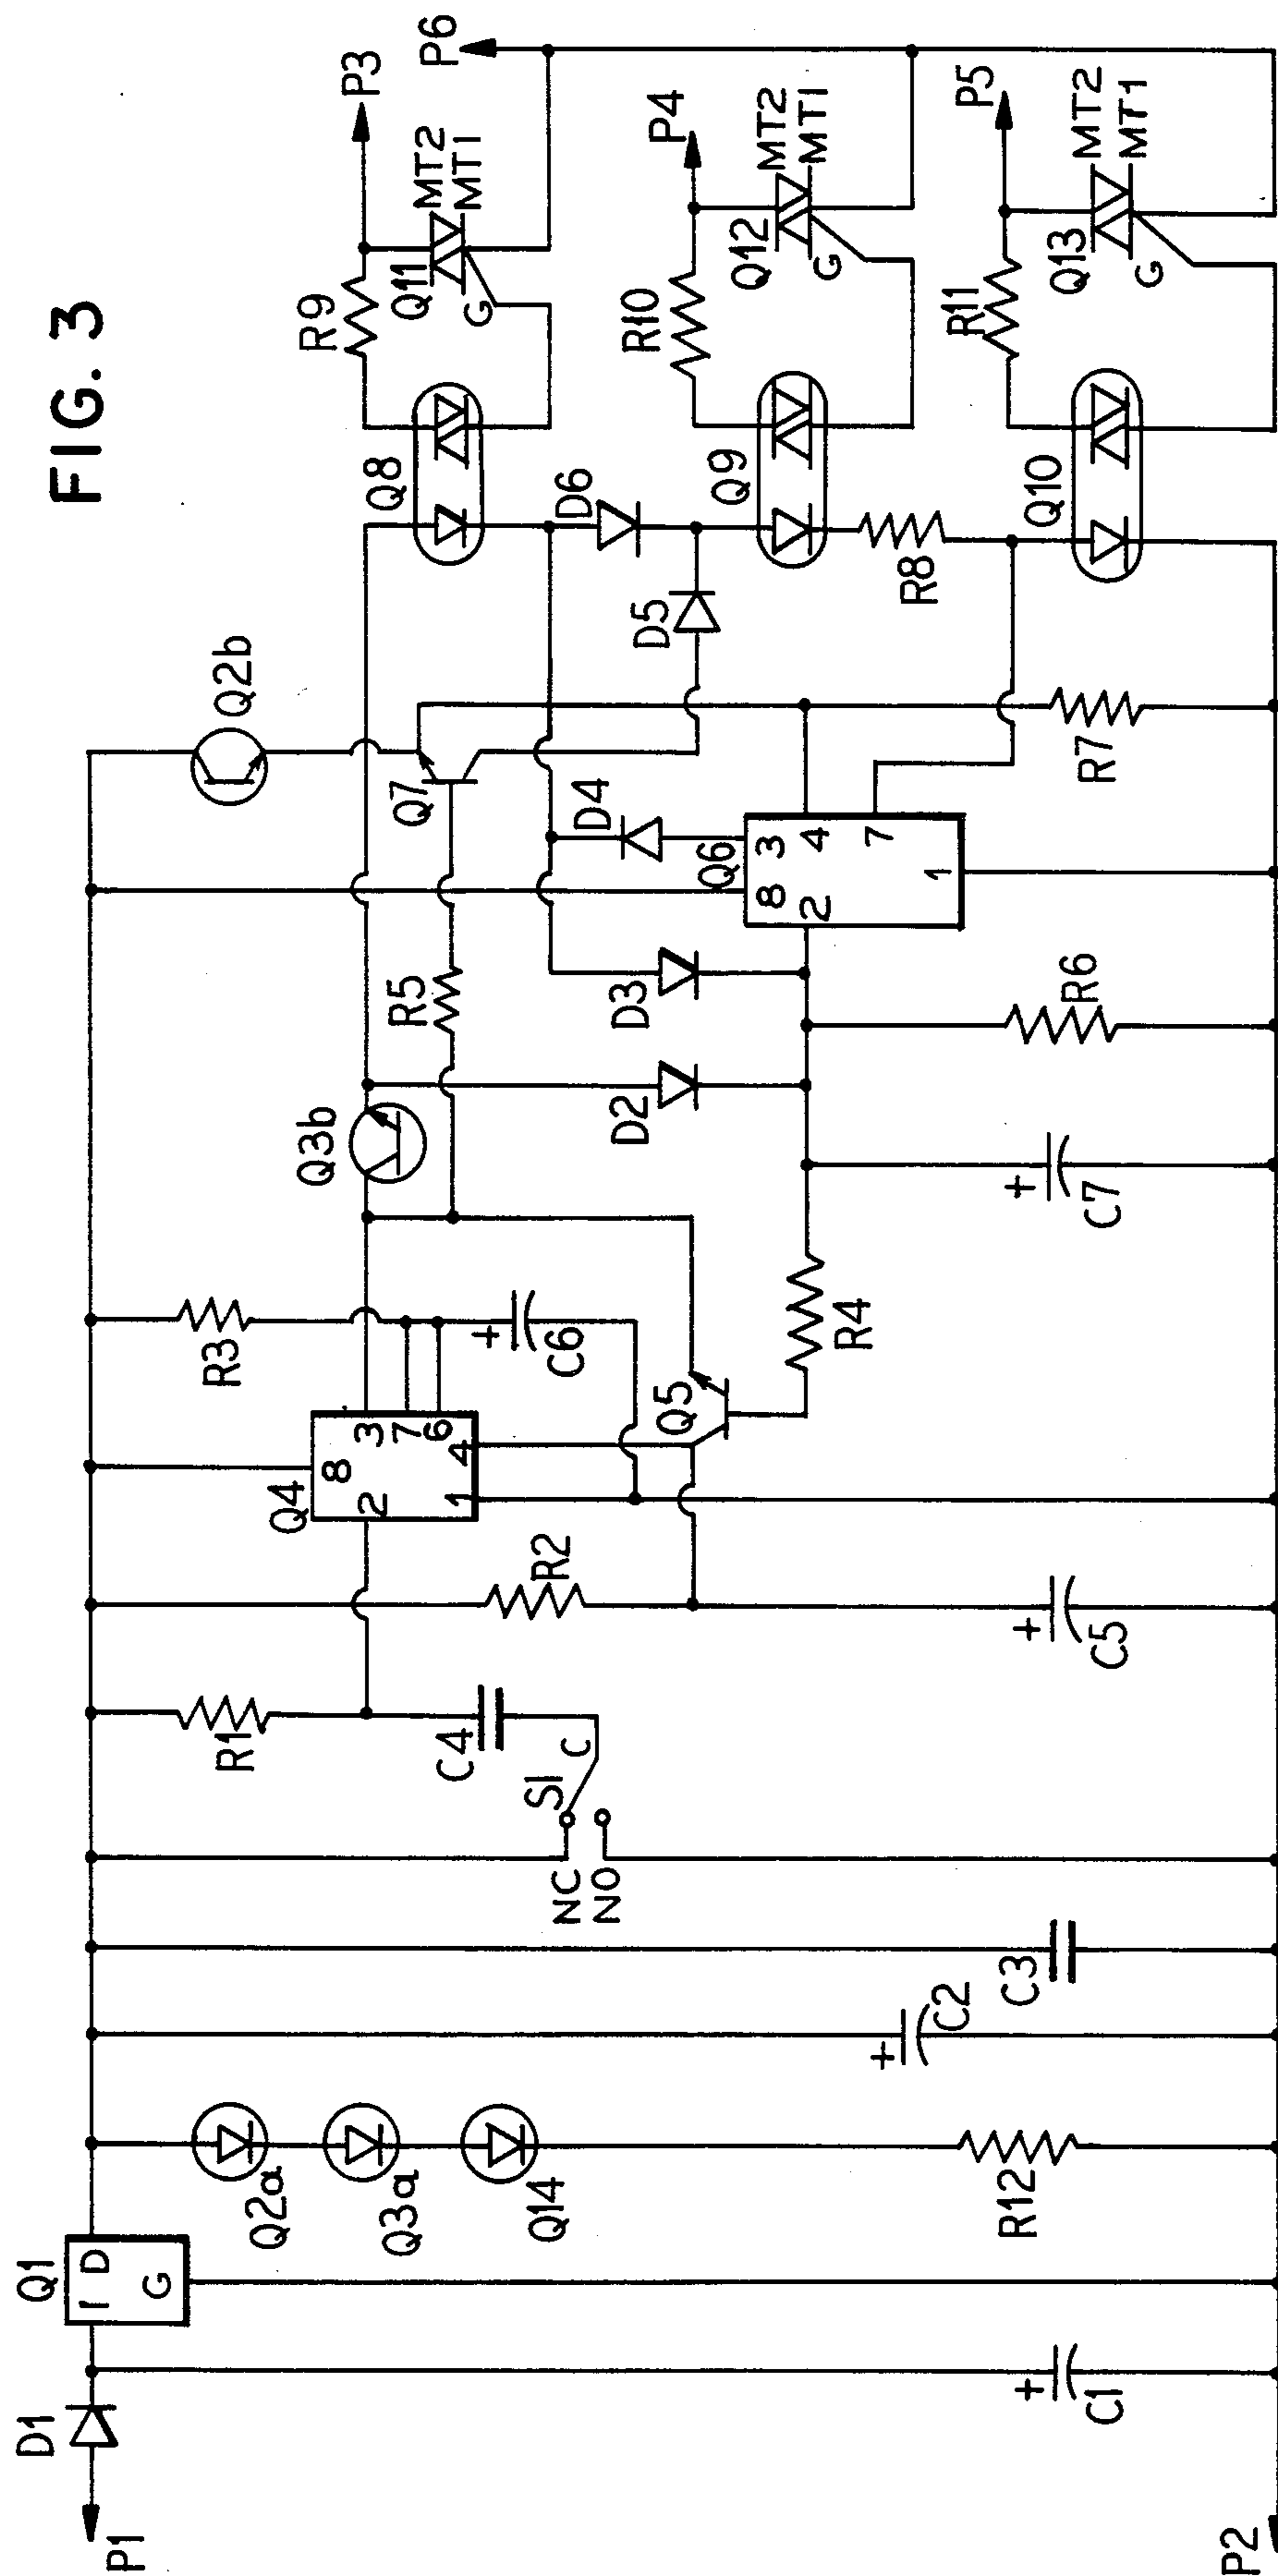 FIG. 3
P3
P6
R9
Q11
MT2
MT1
G
P4
R10
Q12
MT2
MT1
G
P5
R11
Q13
MT2
MT1
G
Q8
D6
Q9
R8
Q10
D5
Q2b
Q7
D4
Q6
8
3
2
4
7
1
R7
R5
D3
D2
R6
Q3b
+
C7
R3
+
C6
R4
Q5
Q4
8
3
7
6
2
4
1
R2
+
C5
R1
C4
C
S1
NC
NO
C3
+
C2
Q2a
Q3a
Q14
R12
Q1
I D
G
D1
+
C1
P1
P2